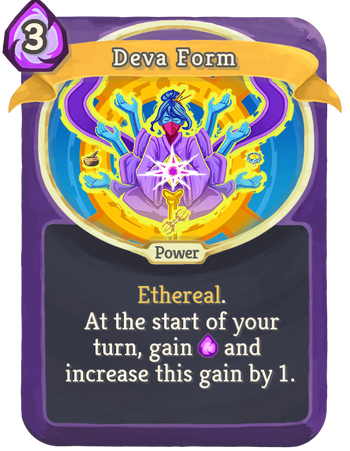 3
Deva Form
Power
Ethereal.
At the start of your
turn, gain and
increase this gain by 1.